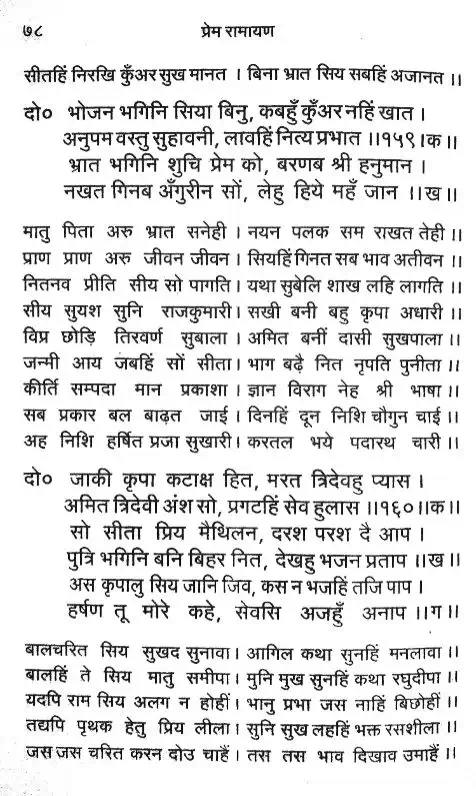 ७८ प्रेम रामायण
सीतहिं निरखि कुँअर सुख मानत । बिना भ्रात सिय सबहिं अजानत ।।
दो० भोजन भगिनि सिया बिनु, कबहुँ कुँअर नहिं खात ।
अनुपम वस्तु सुहावनी, लावहिं नित्य प्रभात ।।१५९।क।।
भ्रात भगिनि शुचि प्रेम को, बरणब श्री हनुमान ।
नखत गिनब अँगुरीन सों, लेहु हिये महँ जान ।।ख।।
मातु पिता अरु भ्रात सनेही । नयन पलक सम राखत तेही ।।
प्राण प्राण अरु जीवन जीवन । सियहिं गिनत सब भाव अतीवन ।।
नितनव प्रीति सीय सो पागति । यथा सुबेलि शाख लहि लागति ।।
सीय सुयश सुनि राजकुमारी । सखी बनी बहु कृपा अधारी ।।
विप्र छोड़ि तिरवर्ण सुबाला । अमित बनीं दासी सुखपाला ।।
जन्मी आय जबहिं सों सीता । भाग बढ़ै नित नृपति पुनीता ।।
कीर्ति सम्पदा मान प्रकाशा । ज्ञान विराग नेह श्री भाषा ।।
सब प्रकार बल बाढ़त जाई । दिनहिं दून निशि चौगुन चाई ।।
अह निशि हर्षित प्रजा सुखारी । करतल भये पदारथ चारी ।।
दो० जाकी कृपा कटाक्ष हित, मरत त्रिदेवहु प्यास ।
अमित त्रिदेवी अंश सो, प्रगटहिं सेव हुलास ।।१६०।।क।।
सो सीता प्रिय मैथिलन, दरश परश दै आप ।
पुत्रि भगिनि बनि बिहर नित, देखहु भजन प्रताप ।।ख।।
अस कृपालु सिय जानि जिव, कस न भजहिं तजि पाप ।
हर्षण तू मोरे कहे, सेवसि अजहुँ अनाप ।।ग।।
बालचरित सिय सुखद सुनावा । आगिल कथा सुनहिं मनलावा ।।
बालहिं ते सिय मातु समीपा । मुनि मुख सुनहिं कथा रघुदीपा ।।
यदपि राम सिय अलग न होहीं । भानु प्रभा जस नाहिं बिछोहीं ।।
तद्यपि पृथक हेतु प्रिय लीला । सुनि सुख लहहिं भक्त रसशीला ।।
जस जस चरित करन दोउ चाहैं । तस तस भाव दिखाव उमाहैं ।।